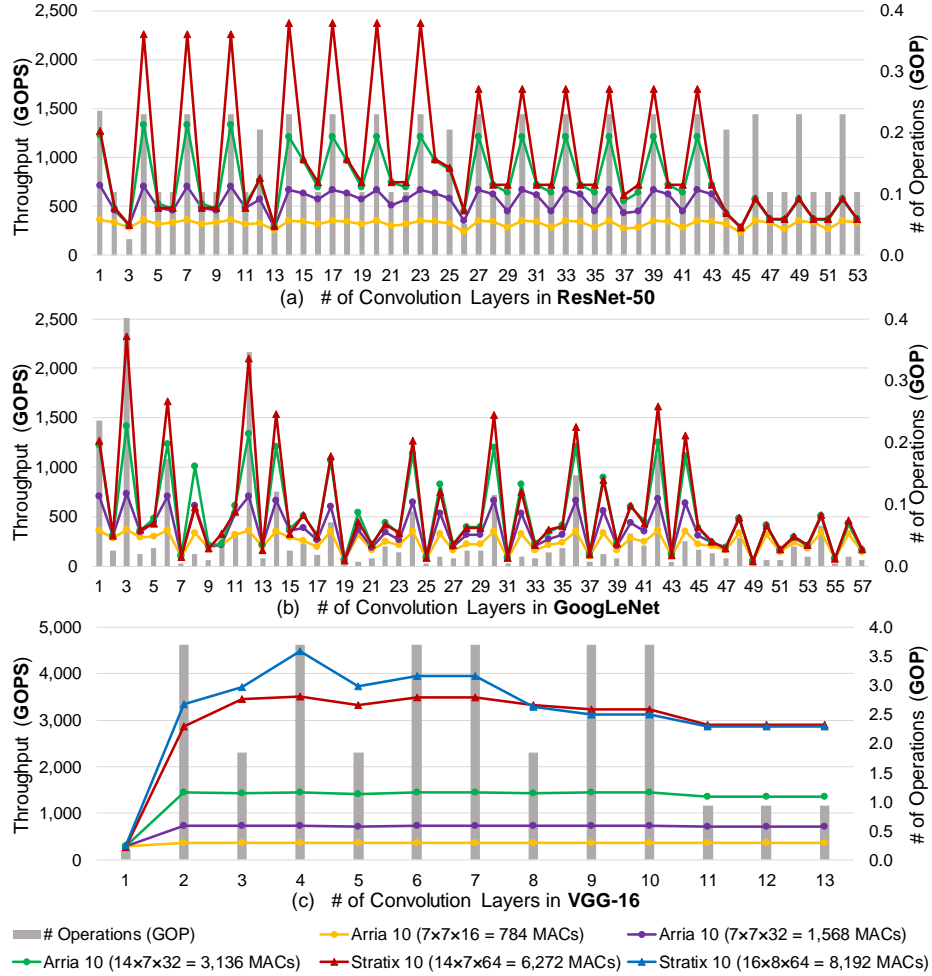 2,500
2,000
1,500
1,000
500
0
Throughput (GOPS)
0.4
0.3
0.2
0.1
0.0
# of Operations (GOP)
1 3 5 7 9 11 13 15 17 19 21 23 25 27 29 31 33 35 37 39 41 43 45 47 49 51 53
(a) # of Convolution Layers in ResNet-50
2,500
2,000
1,500
1,000
500
0
Throughput (GOPS)
0.4
0.3
0.2
0.1
0.0
# of Operations (GOP)
1 3 5 7 9 11 13 15 17 19 21 23 25 27 29 31 33 35 37 39 41 43 45 47 49 51 53 55 57
(b) # of Convolution Layers in GoogLeNet
5,000
4,000
3,000
2,000
1,000
0
Throughput (GOPS)
4.0
3.5
3.0
2.5
2.0
1.5
1.0
0.5
0.0
# of Operations (GOP)
1 2 3 4 5 6 7 8 9 10 11 12 13
(c) # of Convolution Layers in VGG-16
# Operations (GOP) Arria 10 (7×7×16 = 784 MACs) Arria 10 (7×7×32 = 1,568 MACs)
Arria 10 (14×7×32 = 3,136 MACs) Stratix 10 (14×7×64 = 6,272 MACs) Stratix 10 (16×8×64 = 8,192 MACs)